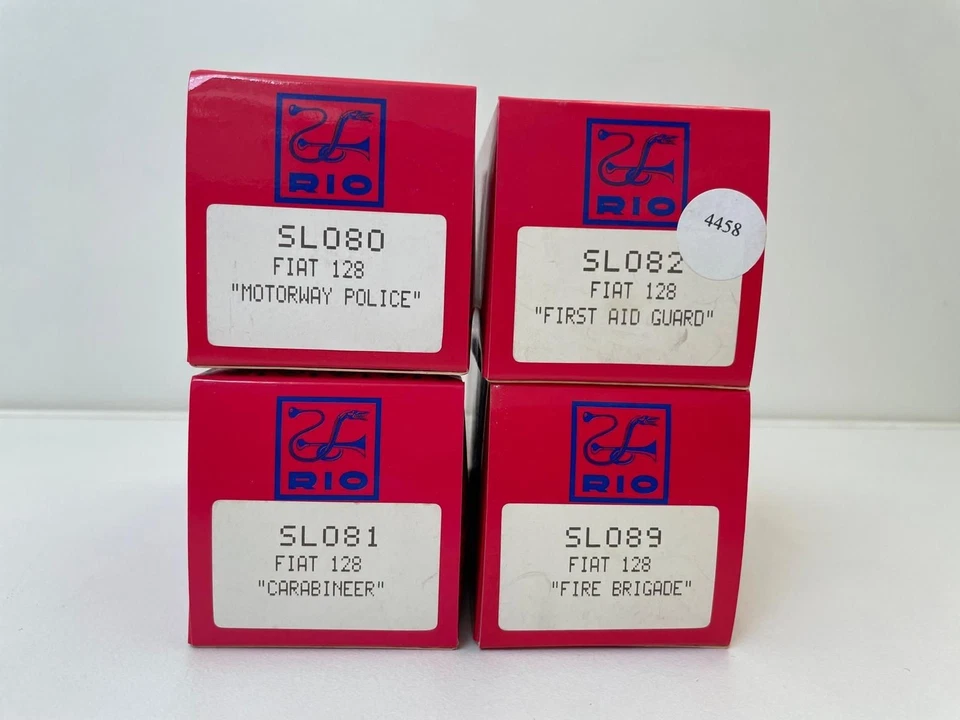 RIO
SL080
FIAT 128
"MOTORWAY POLICE"
RIO
4458
SL082
FIAT 128
"FIRST AID GUARD"
RIO
SL081
FIAT 128
"CARABINEER"
RIO
SL089
FIAT 128
"FIRE BRIGADE"